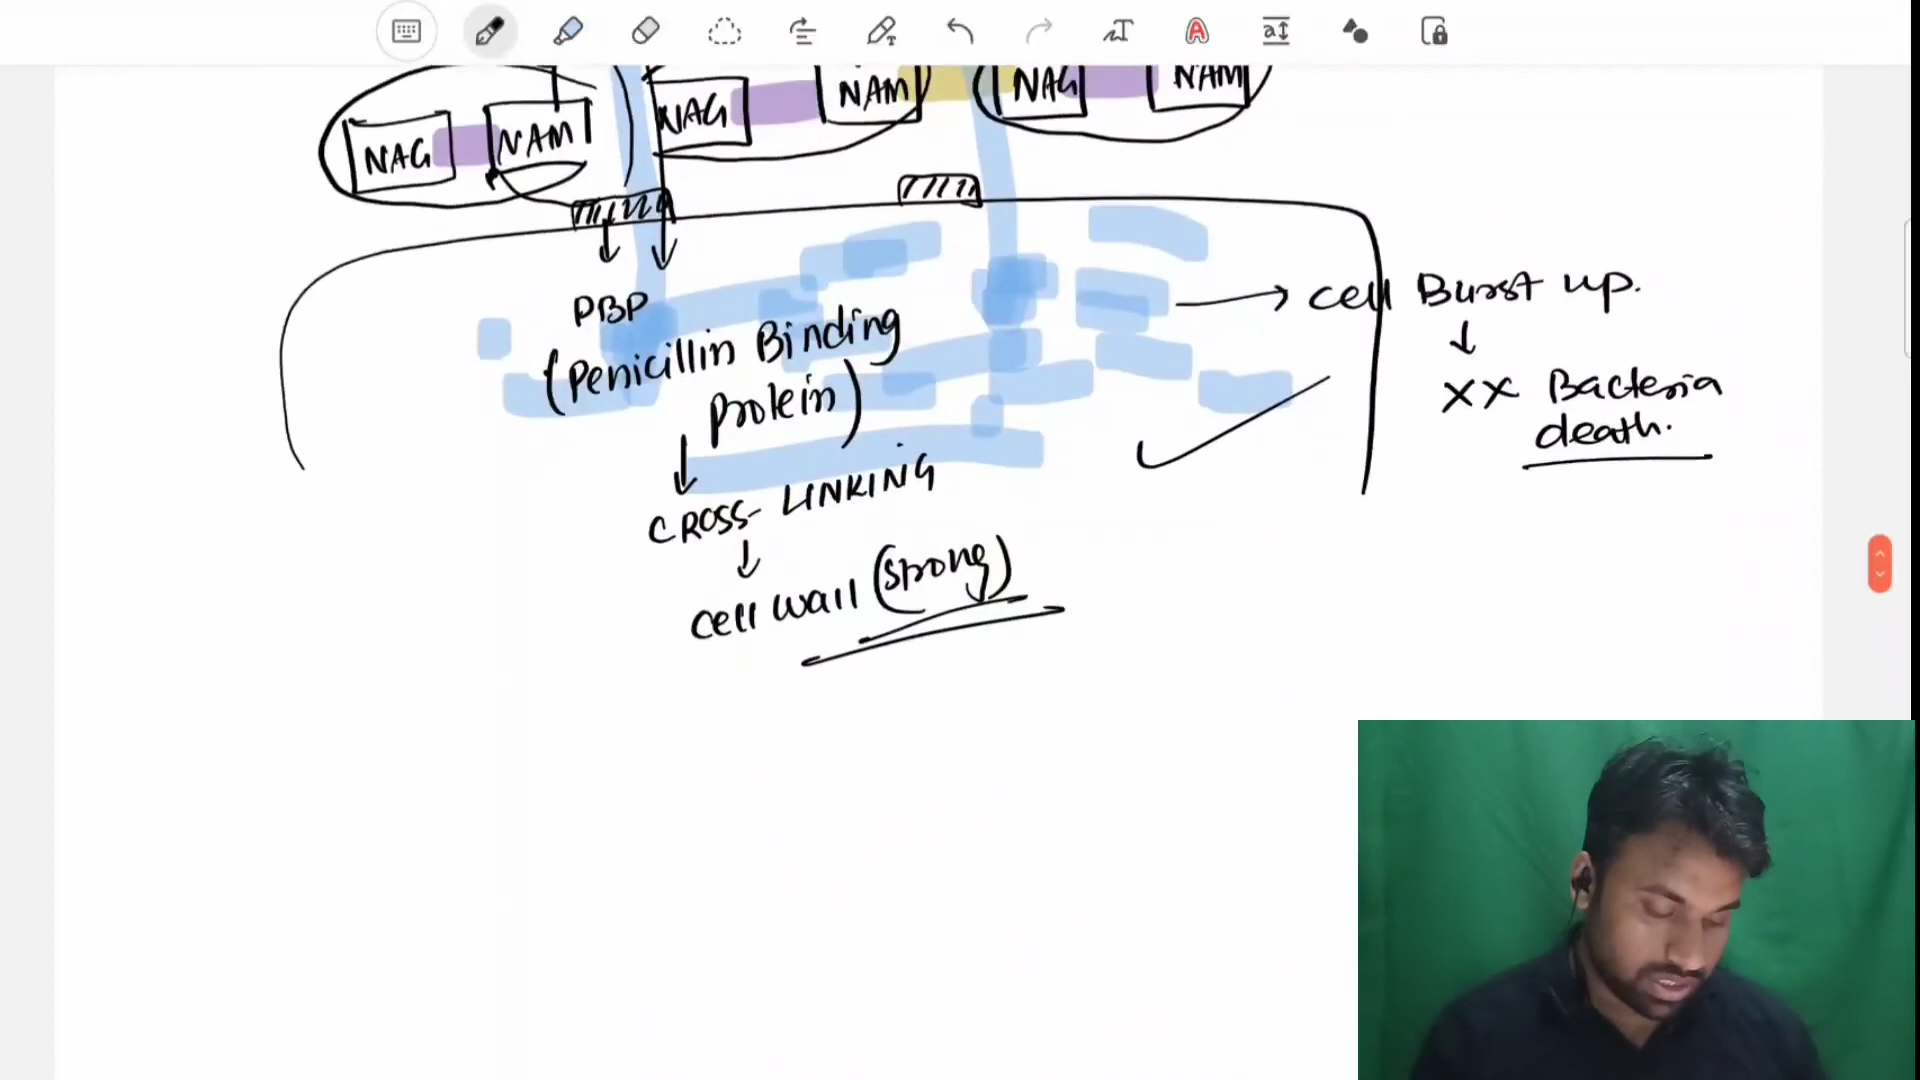 NAG NAM NAG NAM NAG NAM
PBP
(Penicillin Binding
Protein)
CROSS- LINKING
cell wall (strong)
cell Burst up.
XX Bacteria
death.